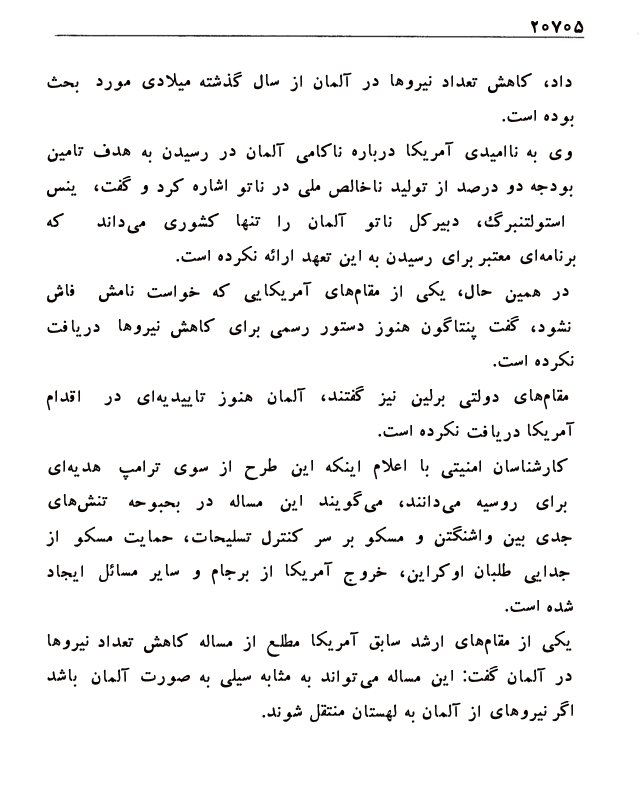 ۲۰۷۰۵
داد، کاهش تعداد نیروها در آلمان از سال گذشته میلادی مورد بحث
بوده است.
وی به ناامیدی آمریکا درباره ناکامی آلمان در رسیدن به هدف تامین
بودجه دو درصد از تولید ناخالص ملی در ناتو اشاره کرد و گفت، ینس
استولتنبرگ، دبیرکل ناتو آلمان را تنها کشوری می‌داند که
برنامه‌ای معتبر برای رسیدن به این تعهد ارائه نکرده است.
در همین حال، یکی از مقام‌های آمریکایی که خواست نامش فاش
نشود، گفت پنتاگون هنوز دستور رسمی برای کاهش نیروها دریافت
نکرده است.
مقام‌های دولتی برلین نیز گفتند، آلمان هنوز تاییدیه‌ای در اقدام
آمریکا دریافت نکرده است.
کارشناسان امنیتی با اعلام اینکه این طرح از سوی ترامپ هدیه‌ای
برای روسیه می‌دانند، می‌گویند این مساله در بحبوحه تنش‌های
جدی بین واشنگتن و مسکو بر سر کنترل تسلیحات، حمایت مسکو از
جدایی طلبان اوکراین، خروج آمریکا از برجام و سایر مسائل ایجاد
شده است.
یکی از مقام‌های ارشد سابق آمریکا مطلع از مساله کاهش تعداد نیروها
در آلمان گفت: این مساله می‌تواند به مثابه سیلی به صورت آلمان باشد
اگر نیروهای از آلمان به لهستان منتقل شوند.